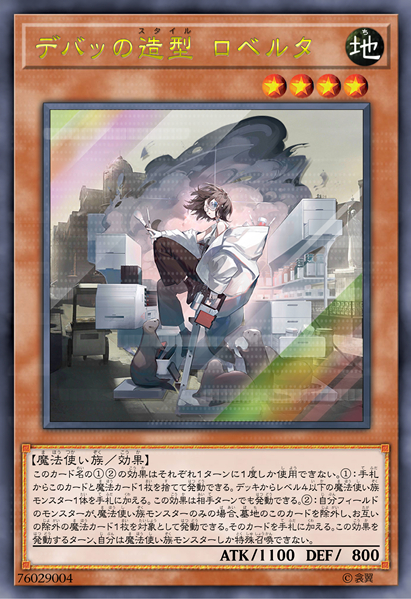 デバッの造型 ロベルタ
スタイル
地
ち
【魔法使い族／効果】
このカード名の①②の効果はそれぞれ1ターンに1度しか使用できない。①：手札
からこのカードと魔法カード1枚を捨てて発動できる。デッキからレベル4以下の魔法使い族
モンスター1体を手札に加える。この効果は相手ターンでも発動できる。②：自分フィールド
のモンスターが、魔法使い族モンスターのみの場合、墓地のこのカードを除外し、お互い
の除外の魔法カード1枚を対象として発動できる。そのカードを手札に加える。この効果を
発動するターン、自分は魔法使い族モンスターしか特殊召喚できない。
ATK/1100 DEF/ 800
76029004